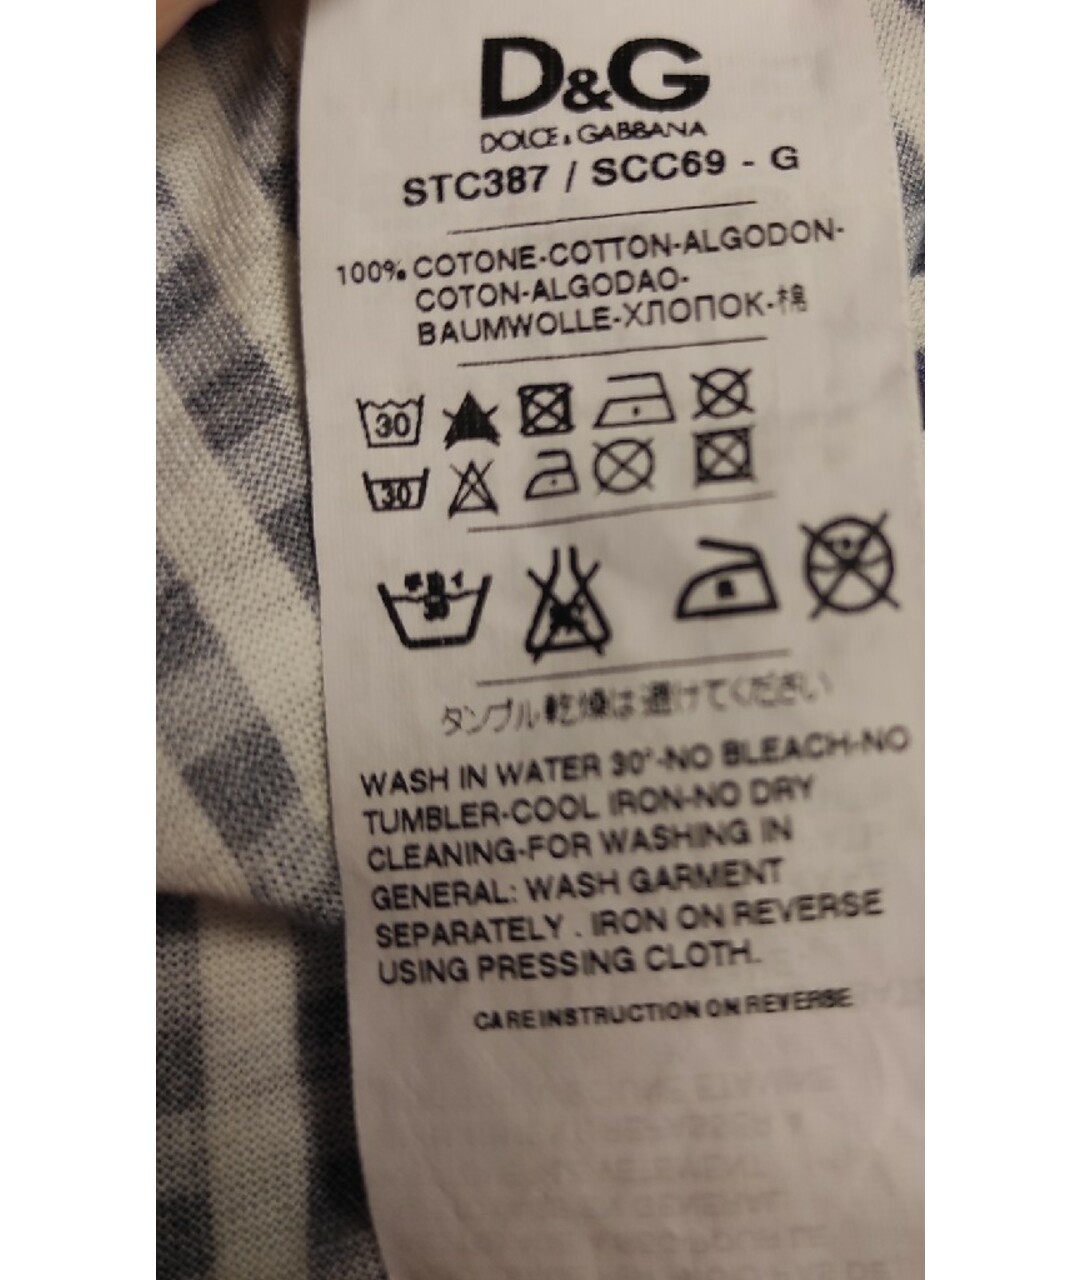 D&G
DOLCE & GABBANA
STC387 / SCC69 - G
100% COTONE-COTTON-ALGODON-
COTON-ALGODAO-
BAUMWOLLE-ХЛОПОК-棉
30
30
30
タンブル乾燥は避けてください
WASH IN WATER 30°-NO BLEACH-NO
TUMBLER-COOL IRON-NO DRY
CLEANING-FOR WASHING IN
GENERAL: WASH GARMENT
SEPARATELY . IRON ON REVERSE
USING PRESSING CLOTH.
CARE INSTRUCTION ON REVERSE